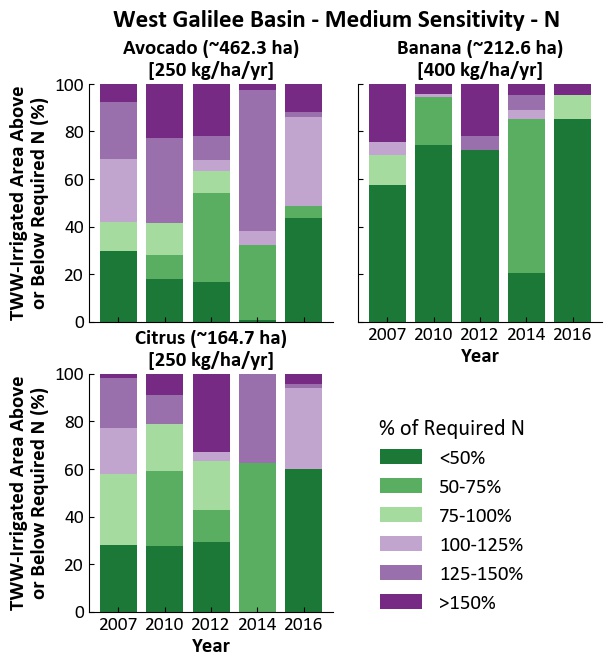 West Galilee Basin - Medium Sensitivity - N
Avocado (~462.3 ha)
[250 kg/ha/yr]
Banana (~212.6 ha)
[400 kg/ha/yr]
TWW-Irrigated Area Above
or Below Required N (%)
100
80
60
40
20
0
2007 2010 2012 2014 2016
Year
Citrus (~164.7 ha)
[250 kg/ha/yr]
TWW-Irrigated Area Above
or Below Required N (%)
100
80
60
40
20
0
2007 2010 2012 2014 2016
Year
% of Required N
<50%
50-75%
75-100%
100-125%
125-150%
>150%